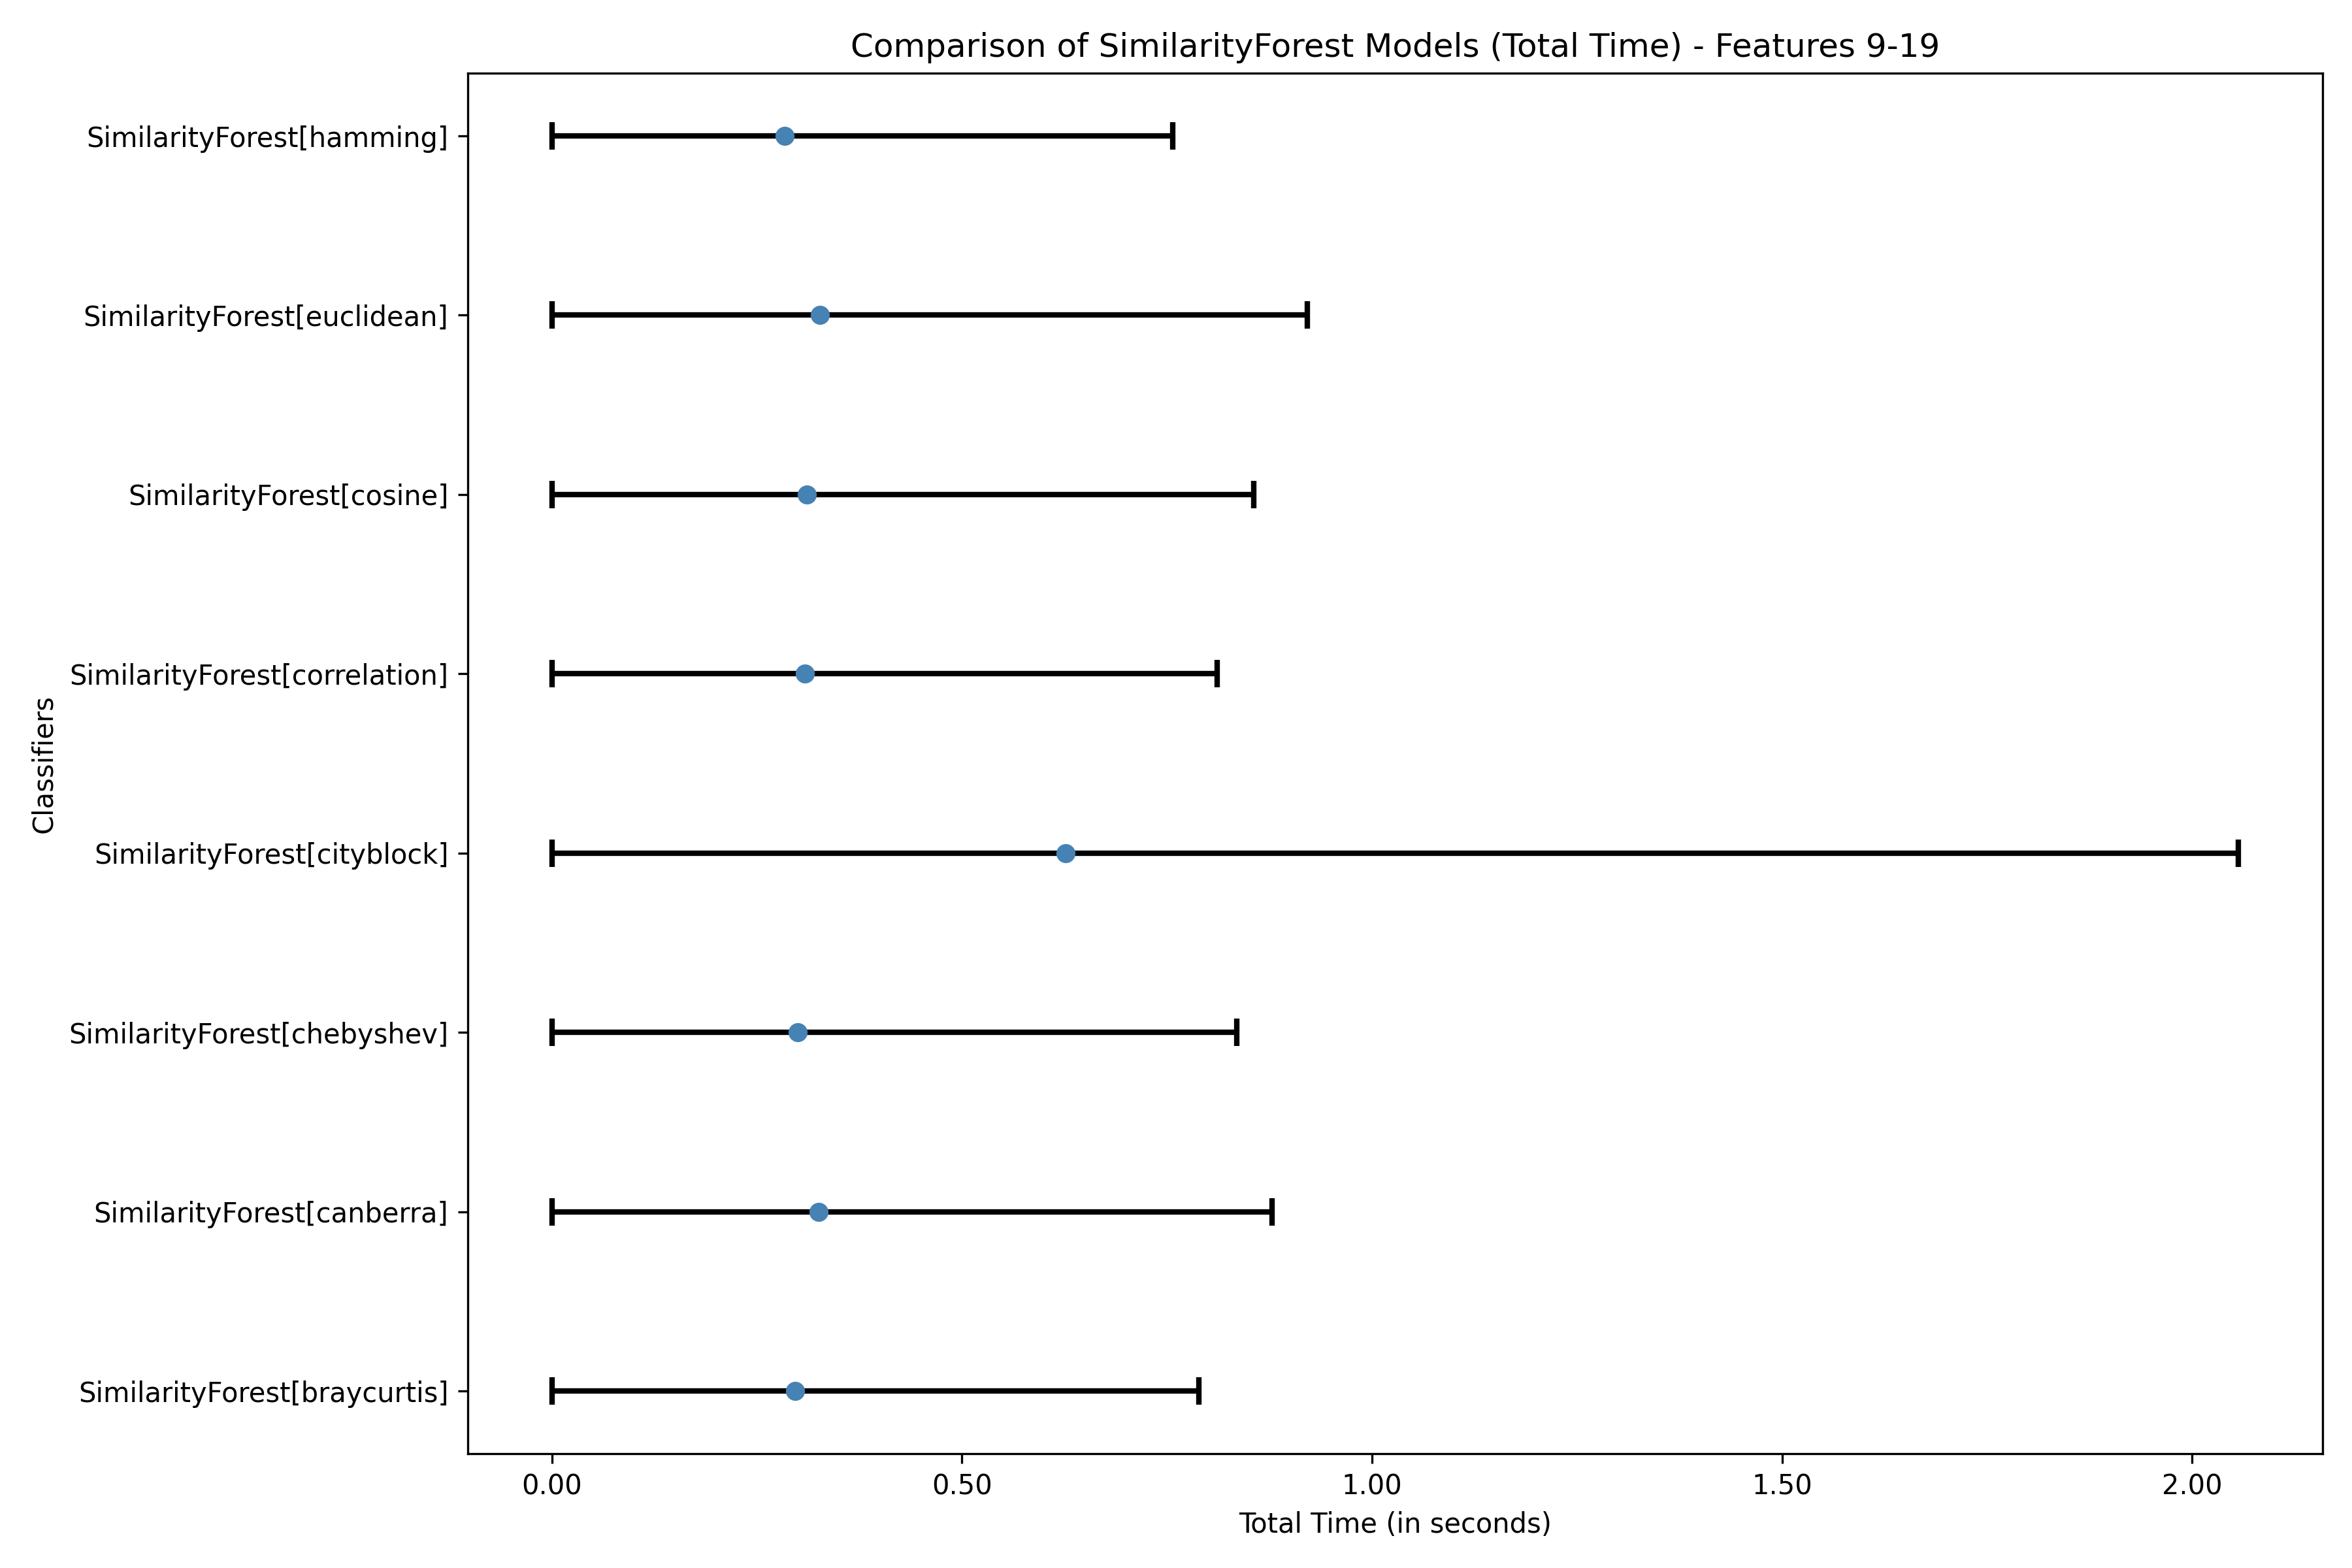 Comparison of SimilarityForest Models (Total Time) - Features 9-19
SimilarityForest[hamming]
SimilarityForest[euclidean]
SimilarityForest[cosine]
SimilarityForest[correlation]
SimilarityForest[cityblock]
SimilarityForest[chebyshev]
SimilarityForest[canberra]
SimilarityForest[braycurtis]
Classifiers
0.00 0.50 1.00 1.50 2.00
Total Time (in seconds)